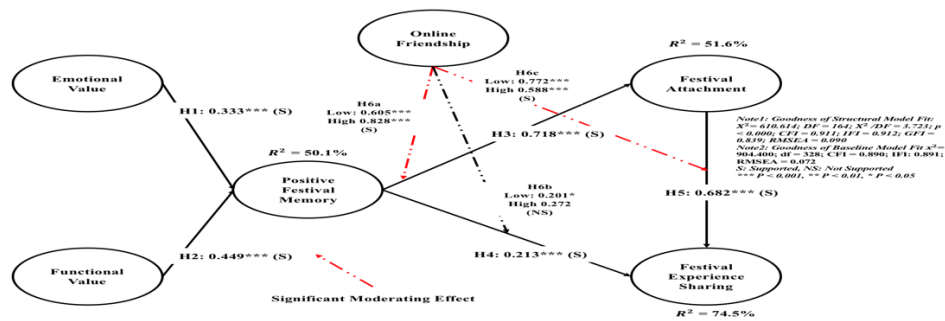 Online
Friendship
R² = 51.6%
Emotional
Value
Festival
Attachment
H6c
Low: 0.772***
High 0.588***
(S)
H6a
Low: 0.605***
High 0.828***
(S)
H1: 0.333*** (S)
H3: 0.718*** (S)
Note1: Goodness of Structural Model Fit:
X²= 610.614; DF = 164; X² /DF = 3.723; p
< 0.000; CFI = 0.911; IFI = 0.912; GFI =
0.839; RMSEA = 0.090
Note2: Goodness of Baseline Model Fit x²=
904.400; df = 328; CFI = 0.890; IFI: 0.891;
RMSEA = 0.072
S: Supported, NS: Not Supported
*** P < 0.001, ** P < 0.01, * P < 0.05
R² = 50.1%
Positive
Festival
Memory
H6b
Low: 0.201*
High 0.272
(NS)
H5: 0.682*** (S)
H2: 0.449*** (S)
H4: 0.213*** (S)
Functional
Value
Festival
Experience
Sharing
Significant Moderating Effect
R² = 74.5%